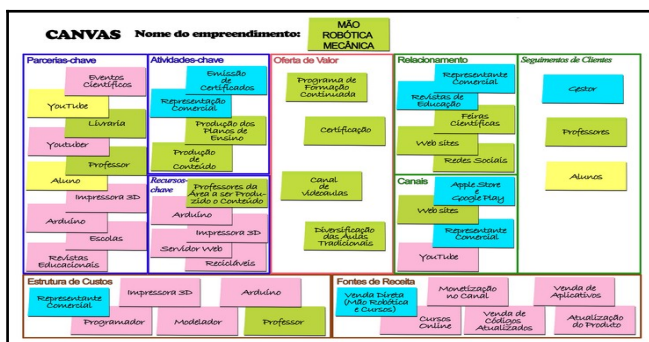 CANVAS Nome do empreendimento:
MÃO
ROBÓTICA
MECÂNICA
Parcerias-chave
Eventos
Científicos
YouTube
Livraria
Youtuber
Professor
Aluno
Impressora 3D
Arduíno
Escolas
Revistas
Educacionais
Atividades-chave
Emissão
de
Certificados
Representação
Comercial
Produção dos
Planos de
Ensino
Produção
de
Conteúdo
Recursos-
chave
Professores da
Área a ser Produ-
zido o Conteúdo
Arduíno
Impressora 3D
Servidor Web
Recicláveis
Oferta de Valor
Programa de
Formação
Continuada
Certificação
Canal
de
videoaulas
Diversificação
das Aulas
Tradicionais
Relacionamento
Representante
Comercial
Revistas de
Educação
Feiras
Científicas
Web sites
Redes Sociais
Canais
Apple Store
e
Google Play
Web sites
Representante
Comercial
YouTube
Seguimentos de Clientes
Gestor
Professores
Alunos
Estrutura de Custos
Representante
Comercial
Impressora 3D
Arduíno
Programador
Modelador
Professor
Fontes de Receita
Venda Direta
(Mão Robótica
e Cursos)
Monetização
no Canal
Venda de
Aplicativos
Cursos
Online
Venda de
Códigos
Atualizados
Atualização
do Produto